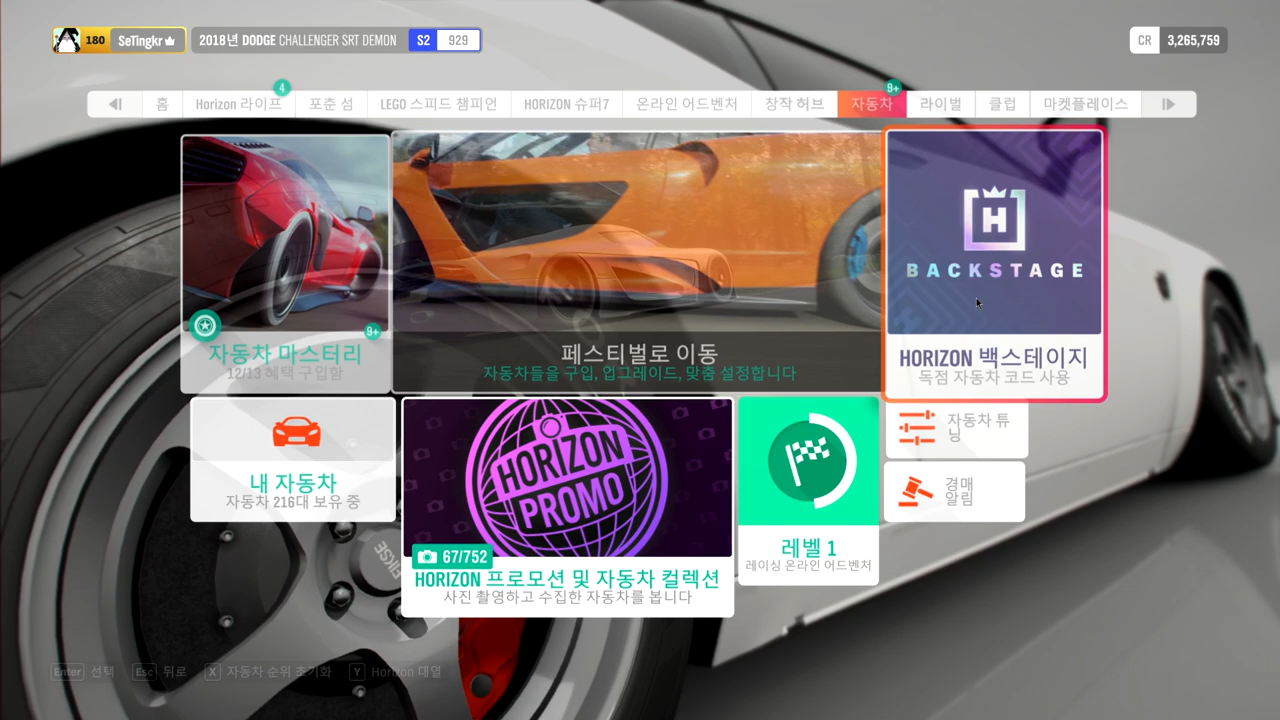 180 SeTingkr 2018년 DODGE CHALLENGER SRT DEMON S2 929 CR 3,265,759
4 9+
홈 Horizon 라이프 포춘 섬 LEGO 스피드 챔피언 HORIZON 슈퍼7 온라인 어드벤처 창작 허브 자동차 라이벌 클럽 마켓플레이스
H
BACKSTAGE
9+
자동차 마스터리
12/13 혜택 구입함
페스티벌로 이동
자동차들을 구입, 업그레이드, 맞춤 설정합니다
HORIZON 백스테이지
독점 자동차 코드 사용
내 자동차
자동차 216대 보유 중
HORIZON
PROMO
67/752
HORIZON 프로모션 및 자동차 컬렉션
사진 촬영하고 수집한 자동차를 봅니다
레벨 1
레이싱 온라인 어드벤처
자동차 튜
닝
경매
알림
Enter 선택 Esc 뒤로 X 자동차 순위 초기화 Y Horizon 대열